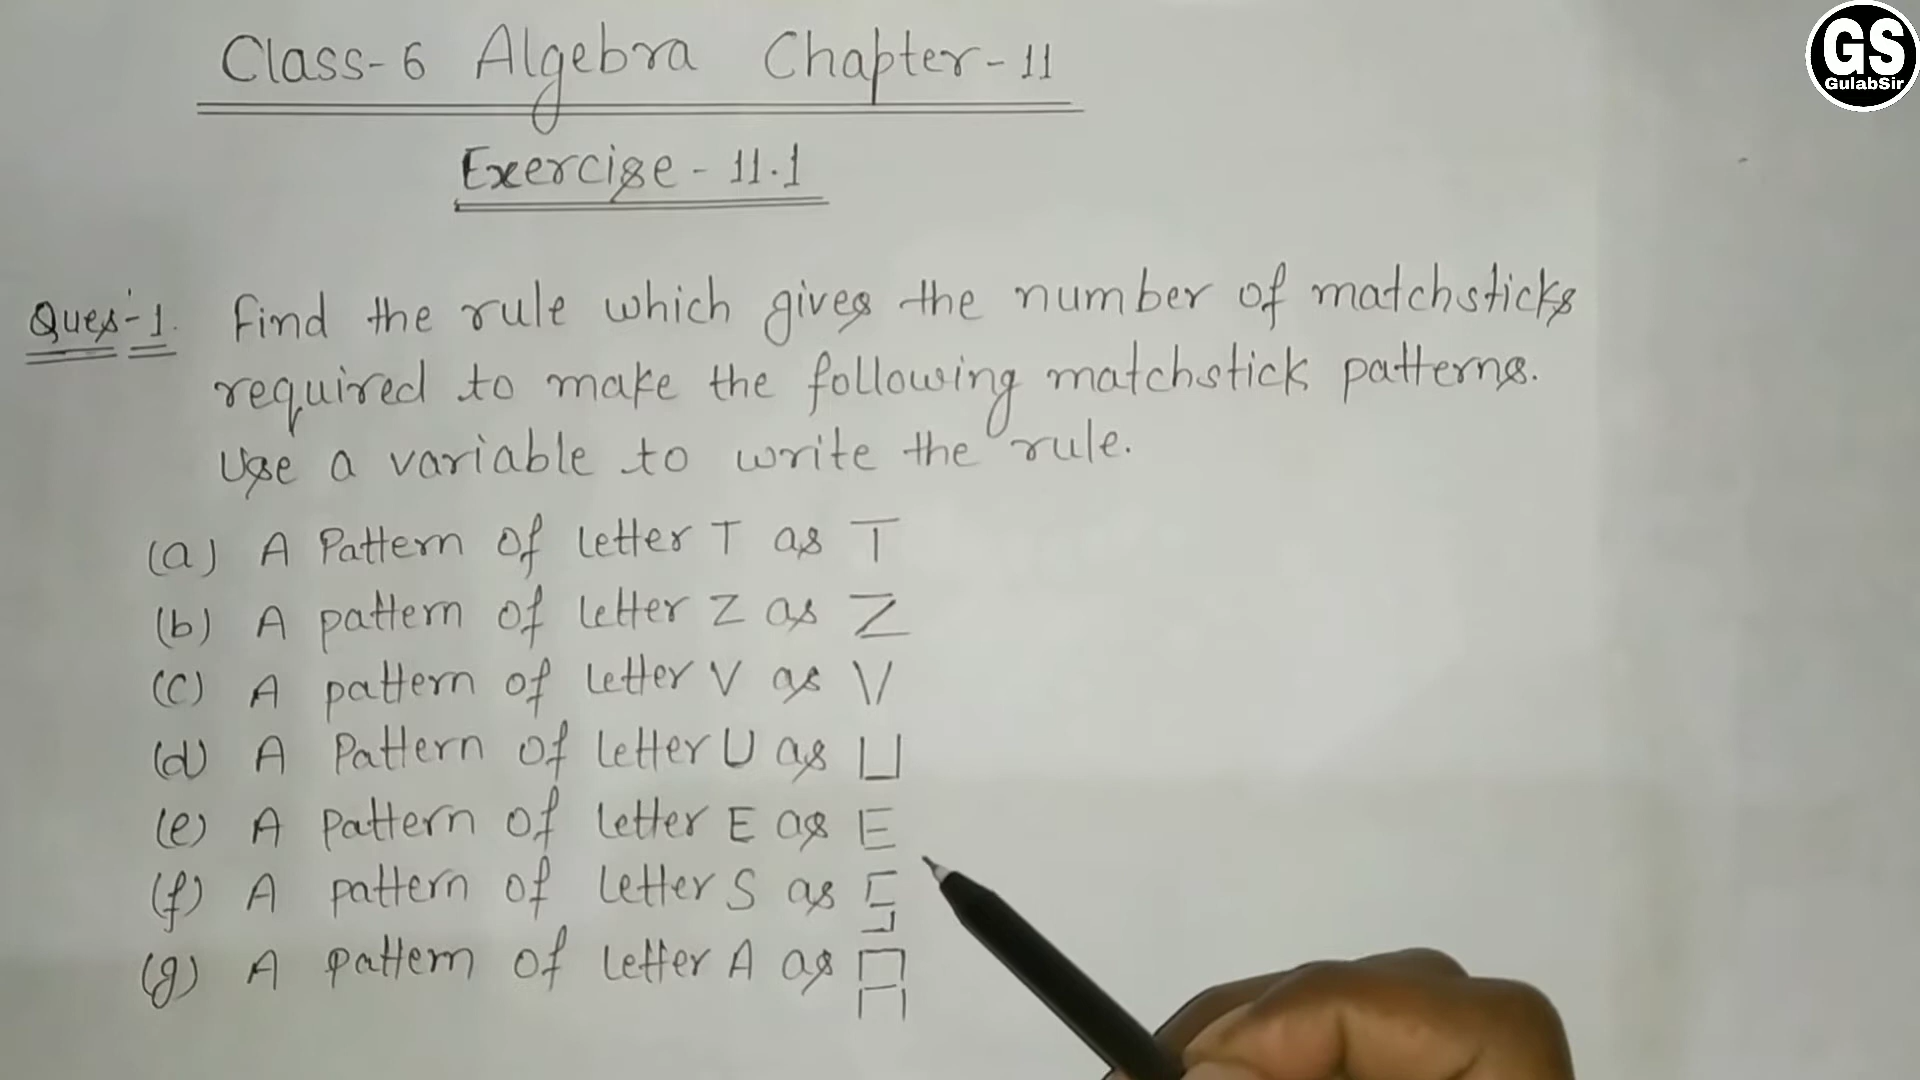 GS
GulabSir
Class-6 Algebra Chapter-11
Exercise-11.1
Ques-1. Find the rule which gives the number of matchsticks
required to make the following matchstick patterns.
Use a variable to write the rule.
(a) A Pattern of letter T as T
(b) A pattern of letter Z as Z
(c) A pattern of letter V as V
(d) A Pattern of letter U as U
(e) A Pattern of letter E as E
(f) A pattern of letter S as S
(g) A pattern of letter A as A